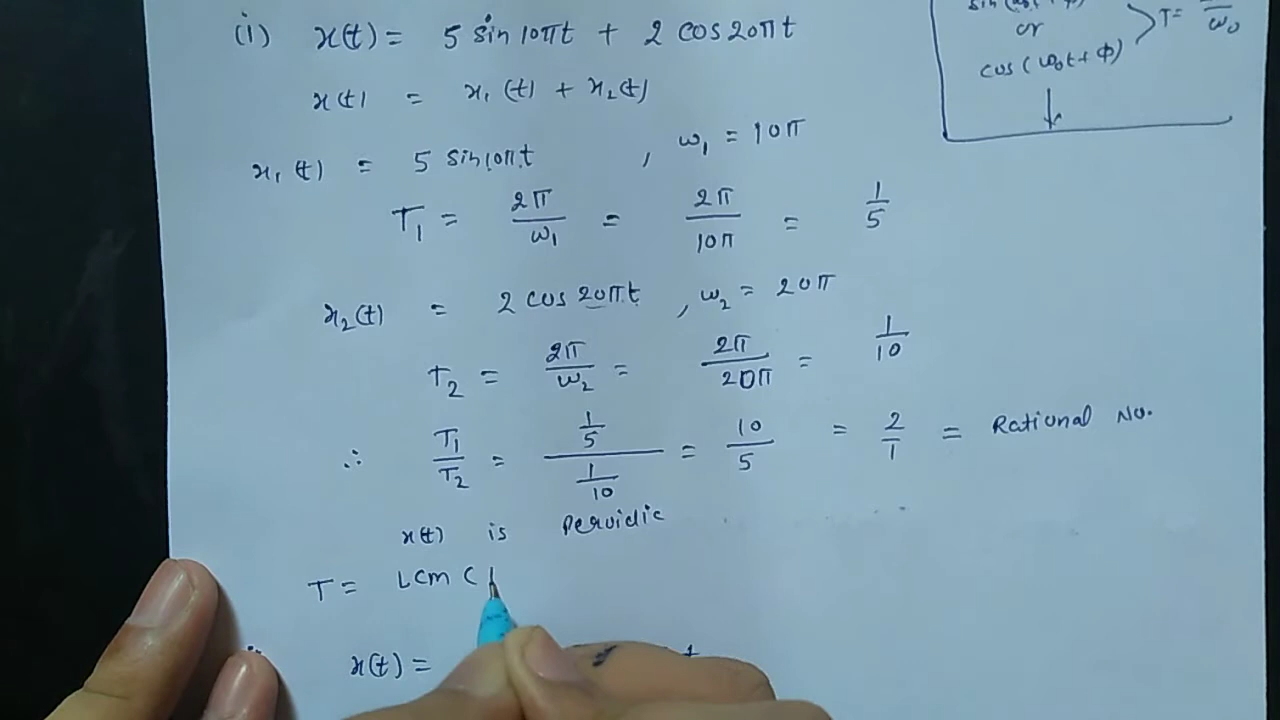 (i) x(t) = 5 sin 10πt + 2 cos 20πt
x(t) = x₁(t) + x₂(t)
x₁(t) = 5 sin 10πt , ω₁ = 10π
T₁ = 2π/ω₁ = 2π/10π = 1/5
x₂(t) = 2 cos 20πt , ω₂ = 20π
T₂ = 2π/ω₂ = 2π/20π = 1/10
∴ T₁/T₂ = (1/5)/(1/10) = 10/5 = 2/1 = Rational No.
x(t) is Peroidic
T = LCM (
x(t) =
or
cos(ω₀t + φ)
T = /ω₀